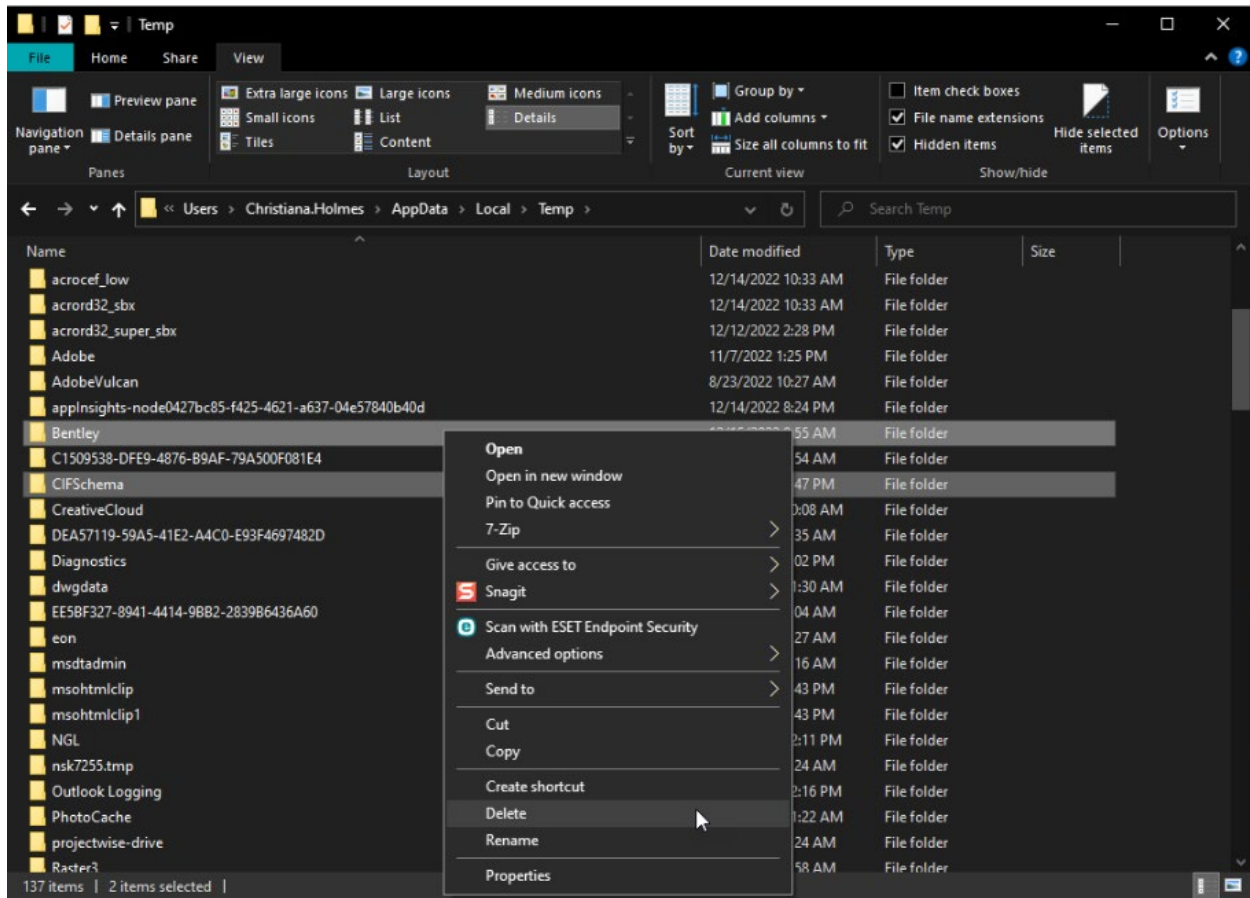 Temp
File Home Share View
Navigation pane
Preview pane
Details pane
Panes
Extra large icons Large icons Medium icons
Small icons List Details
Tiles Content
Layout
Sort by
Group by
Add columns
Size all columns to fit
Current view
Item check boxes
File name extensions
Hidden items
Hide selected items
Show/hide
Options
« Users > Christiana.Holmes > AppData > Local > Temp >
Search Temp
Name Date modified Type Size
acrocef_low 12/14/2022 10:33 AM File folder
acrord32_sbx 12/14/2022 10:33 AM File folder
acrord32_super_sbx 12/12/2022 2:28 PM File folder
Adobe 11/7/2022 1:25 PM File folder
AdobeVulcan 8/23/2022 10:27 AM File folder
appInsights-node0427bc85-f425-4621-a637-04e57840b40d 12/14/2022 8:24 PM File folder
Bentley 55 AM File folder
C1509538-DFE9-4876-B9AF-79A500F081E4 54 AM File folder
CIFSchema 47 PM File folder
CreativeCloud 0:08 AM File folder
DEA57119-59A5-41E2-A4C0-E93F4697482D 35 AM File folder
Diagnostics 02 PM File folder
dwgdata 1:30 AM File folder
EE5BF327-8941-4414-9BB2-2839B6436A60 04 AM File folder
eon 27 AM File folder
msdtadmin 16 AM File folder
msohtmlclip 43 PM File folder
msohtmlclip1 43 PM File folder
NGL 2:11 PM File folder
nsk7255.tmp 24 AM File folder
Outlook Logging 2:16 PM File folder
PhotoCache 1:22 AM File folder
projectwise-drive 24 AM File folder
Raster3 58 AM File folder
Open
Open in new window
Pin to Quick access
7-Zip
Give access to
Snagit
Scan with ESET Endpoint Security
Advanced options
Send to
Cut
Copy
Create shortcut
Delete
Rename
Properties
137 items | 2 items selected |